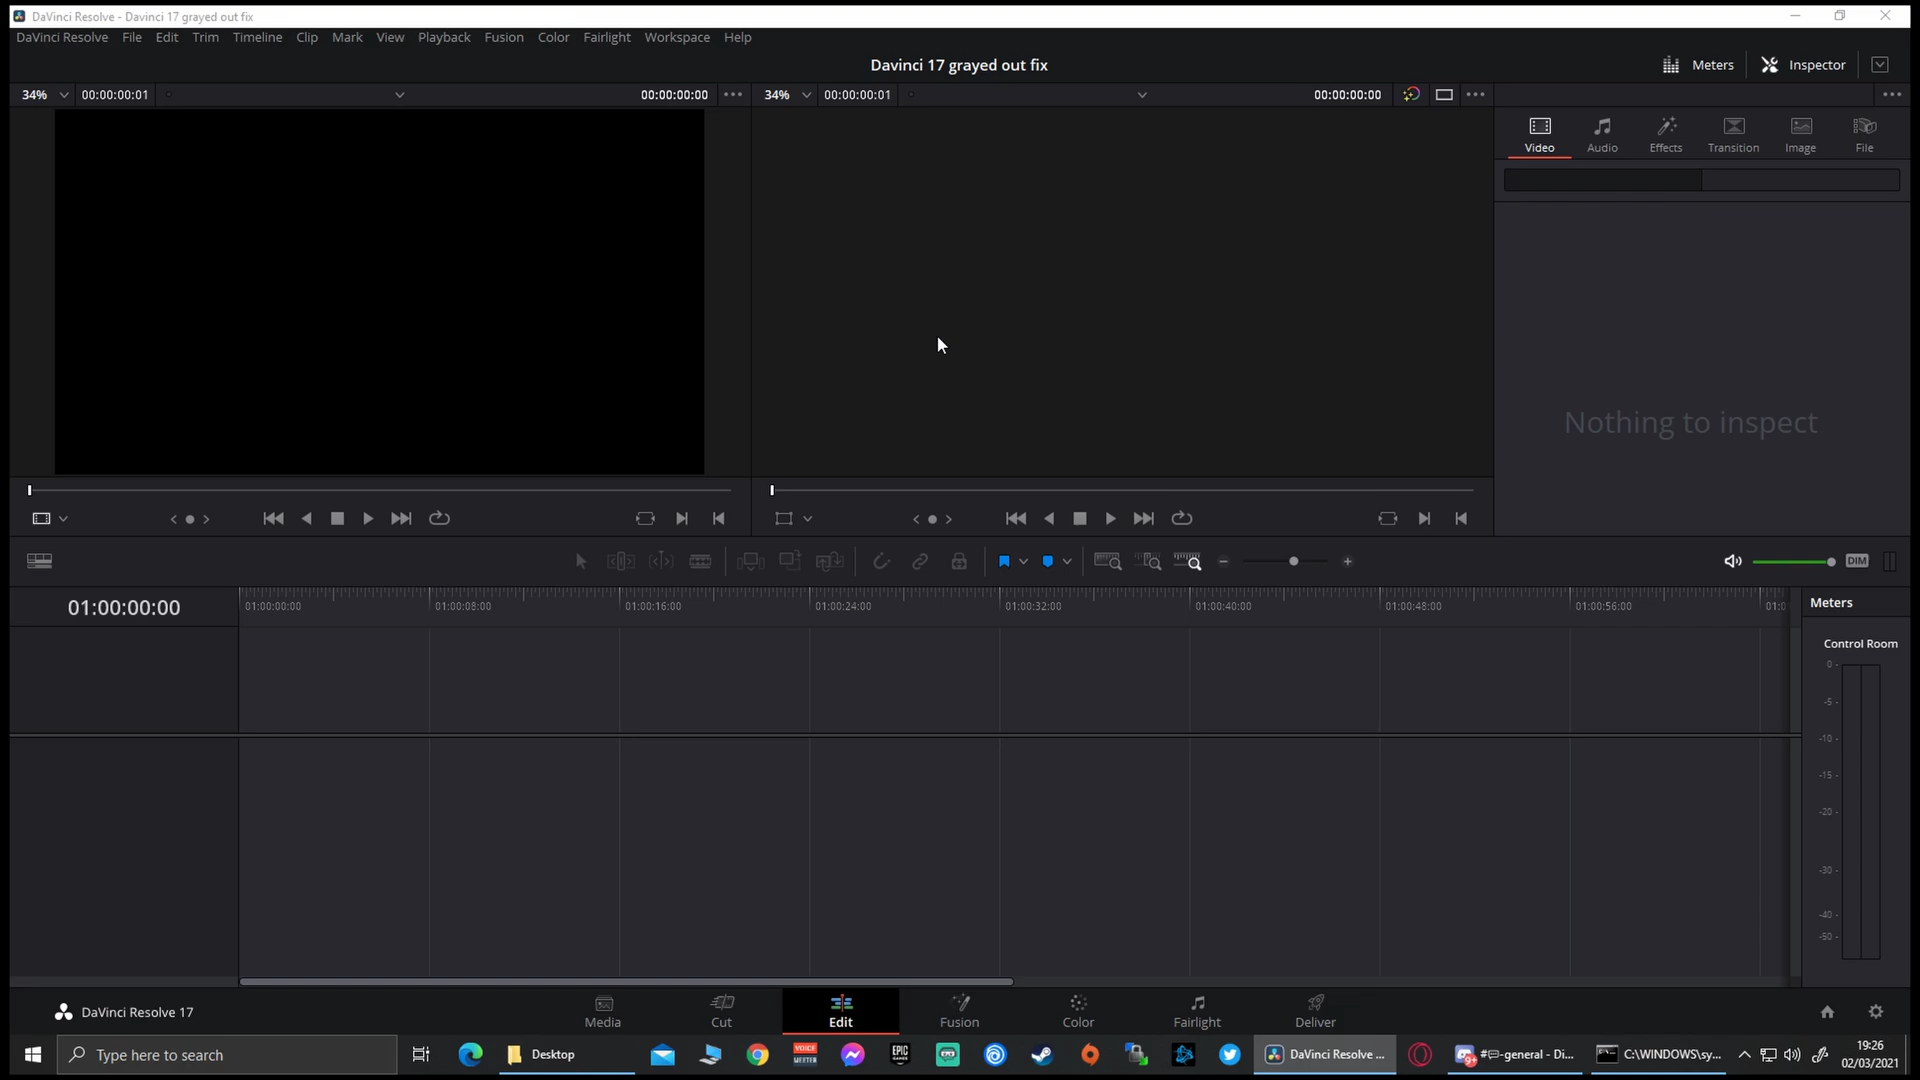 DaVinci Resolve - Davinci 17 grayed out fix
DaVinci Resolve File Edit Trim Timeline Clip Mark View Playback Fusion Color Fairlight Workspace Help
Davinci 17 grayed out fix
Meters Inspector
34% 00:00:00:01 00:00:00:00 34% 00:00:00:01 00:00:00:00
Video Audio Effects Transition Image File
Nothing to inspect
DIM
01:00:00:00
01:00:00:00 01:00:08:00 01:00:16:00 01:00:24:00 01:00:32:00 01:00:40:00 01:00:48:00 01:00:56:00 01:0
Meters
Control Room
0 -
-5 -
-10 -
-15 -
-20 -
-30 -
-40 -
-50 -
DaVinci Resolve 17
Media Cut Edit Fusion Color Fairlight Deliver
Type here to search
Desktop
VOICE MEETER
EPIC GAMES
DaVinci Resolve ...
9+
#💬-general - Di...
C:\WINDOWS\sy...
19:26
02/03/2021